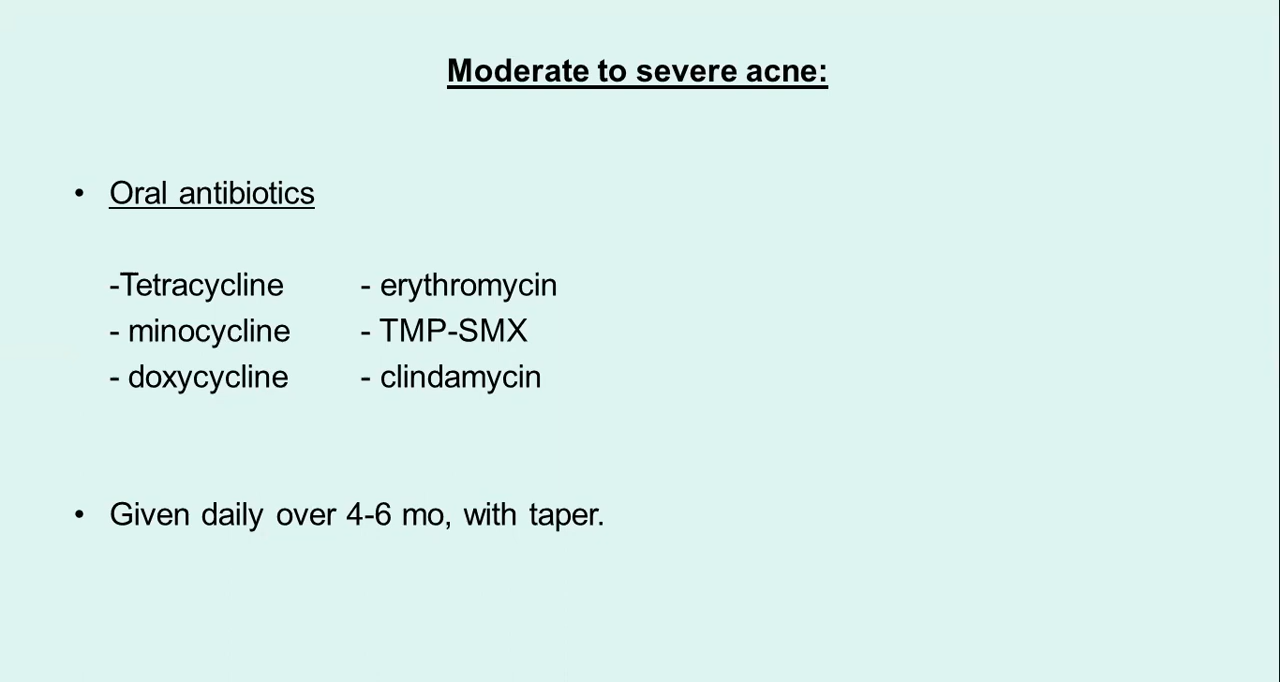 Moderate to severe acne:
• Oral antibiotics
-Tetracycline - erythromycin
- minocycline - TMP-SMX
- doxycycline - clindamycin
• Given daily over 4-6 mo, with taper.